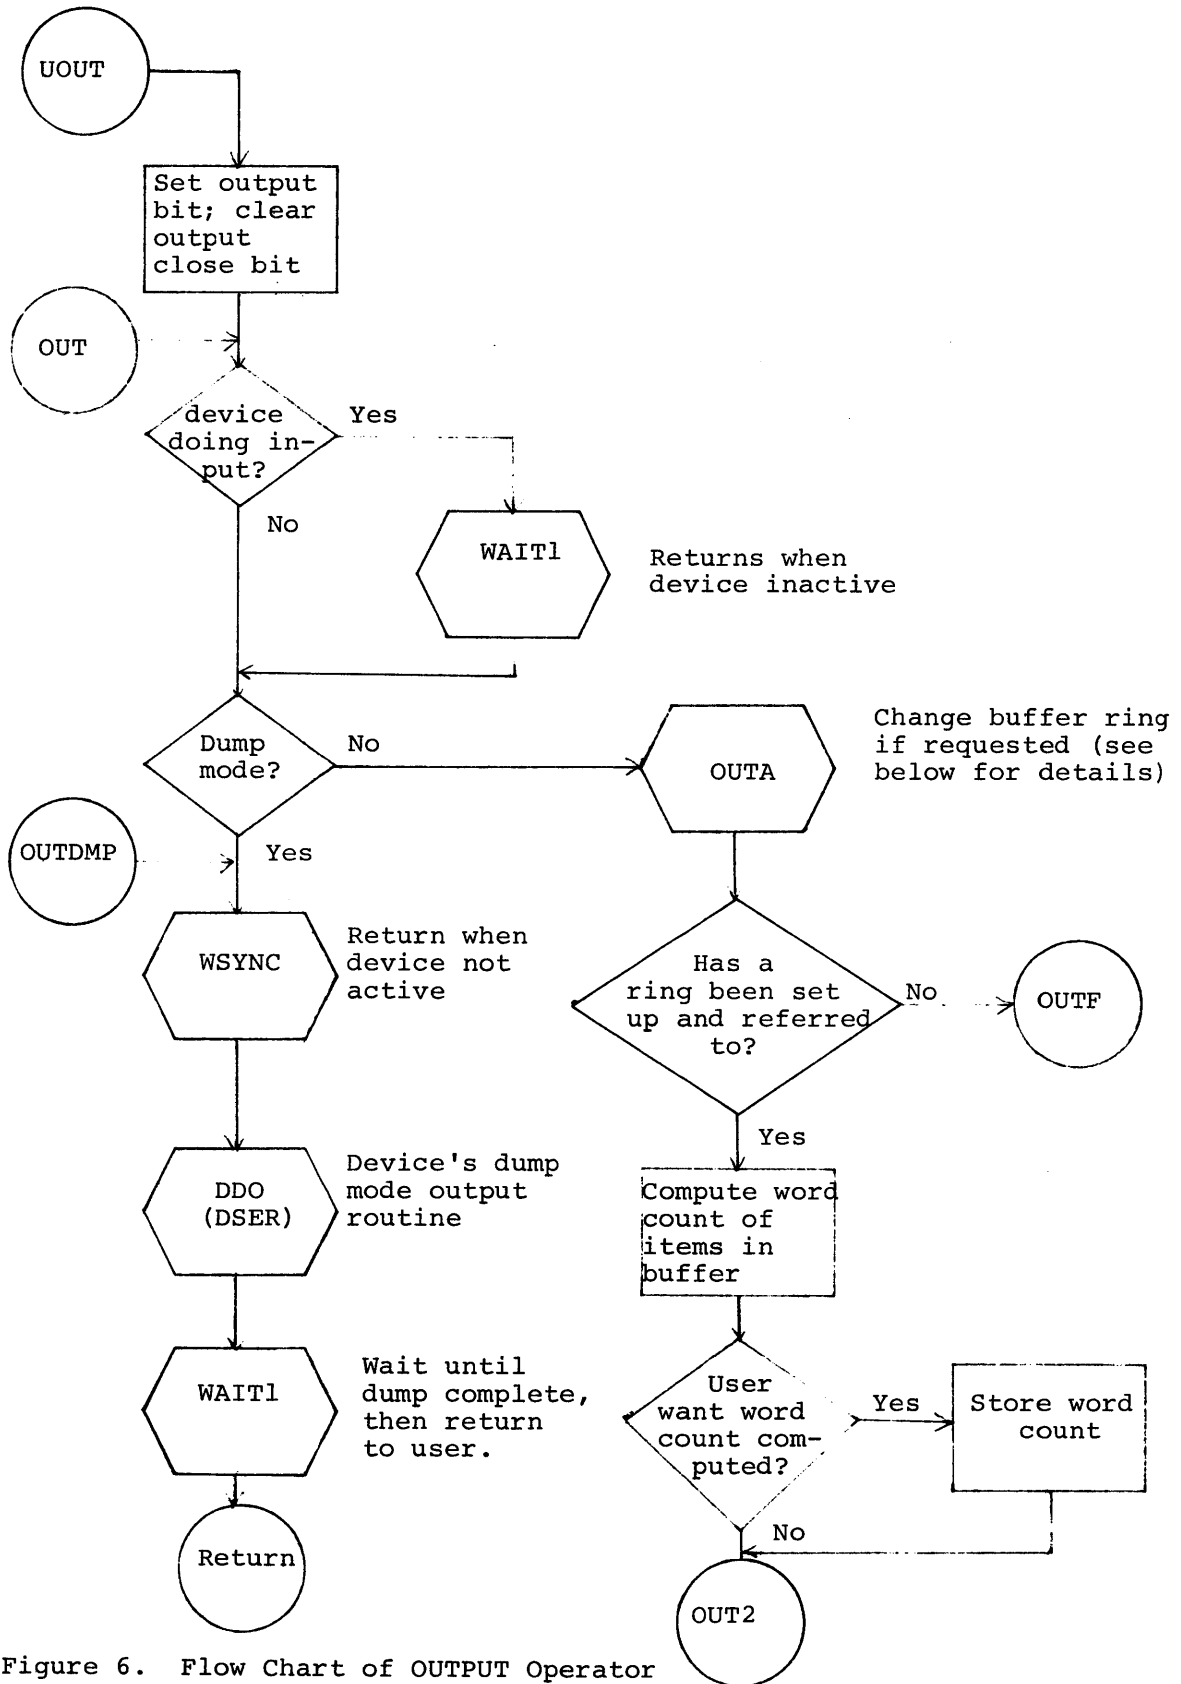 UOUT
Set output
bit; clear
output
close bit
OUT
device
doing in-
put?
Yes
No
WAIT1
Returns when
device inactive
Dump
mode?
No
Yes
OUTA
Change buffer ring
if requested (see
below for details)
OUTDMP
WSYNC
Return when
device not
active
Has a
ring been set
up and referred
to?
No
OUTF
Yes
DDO
(DSER)
Device's dump
mode output
routine
Compute word
count of
items in
buffer
WAIT1
Wait until
dump complete,
then return
to user.
User
want word
count com-
puted?
Yes
Store word
count
No
Return
OUT2
Figure 6. Flow Chart of OUTPUT Operator